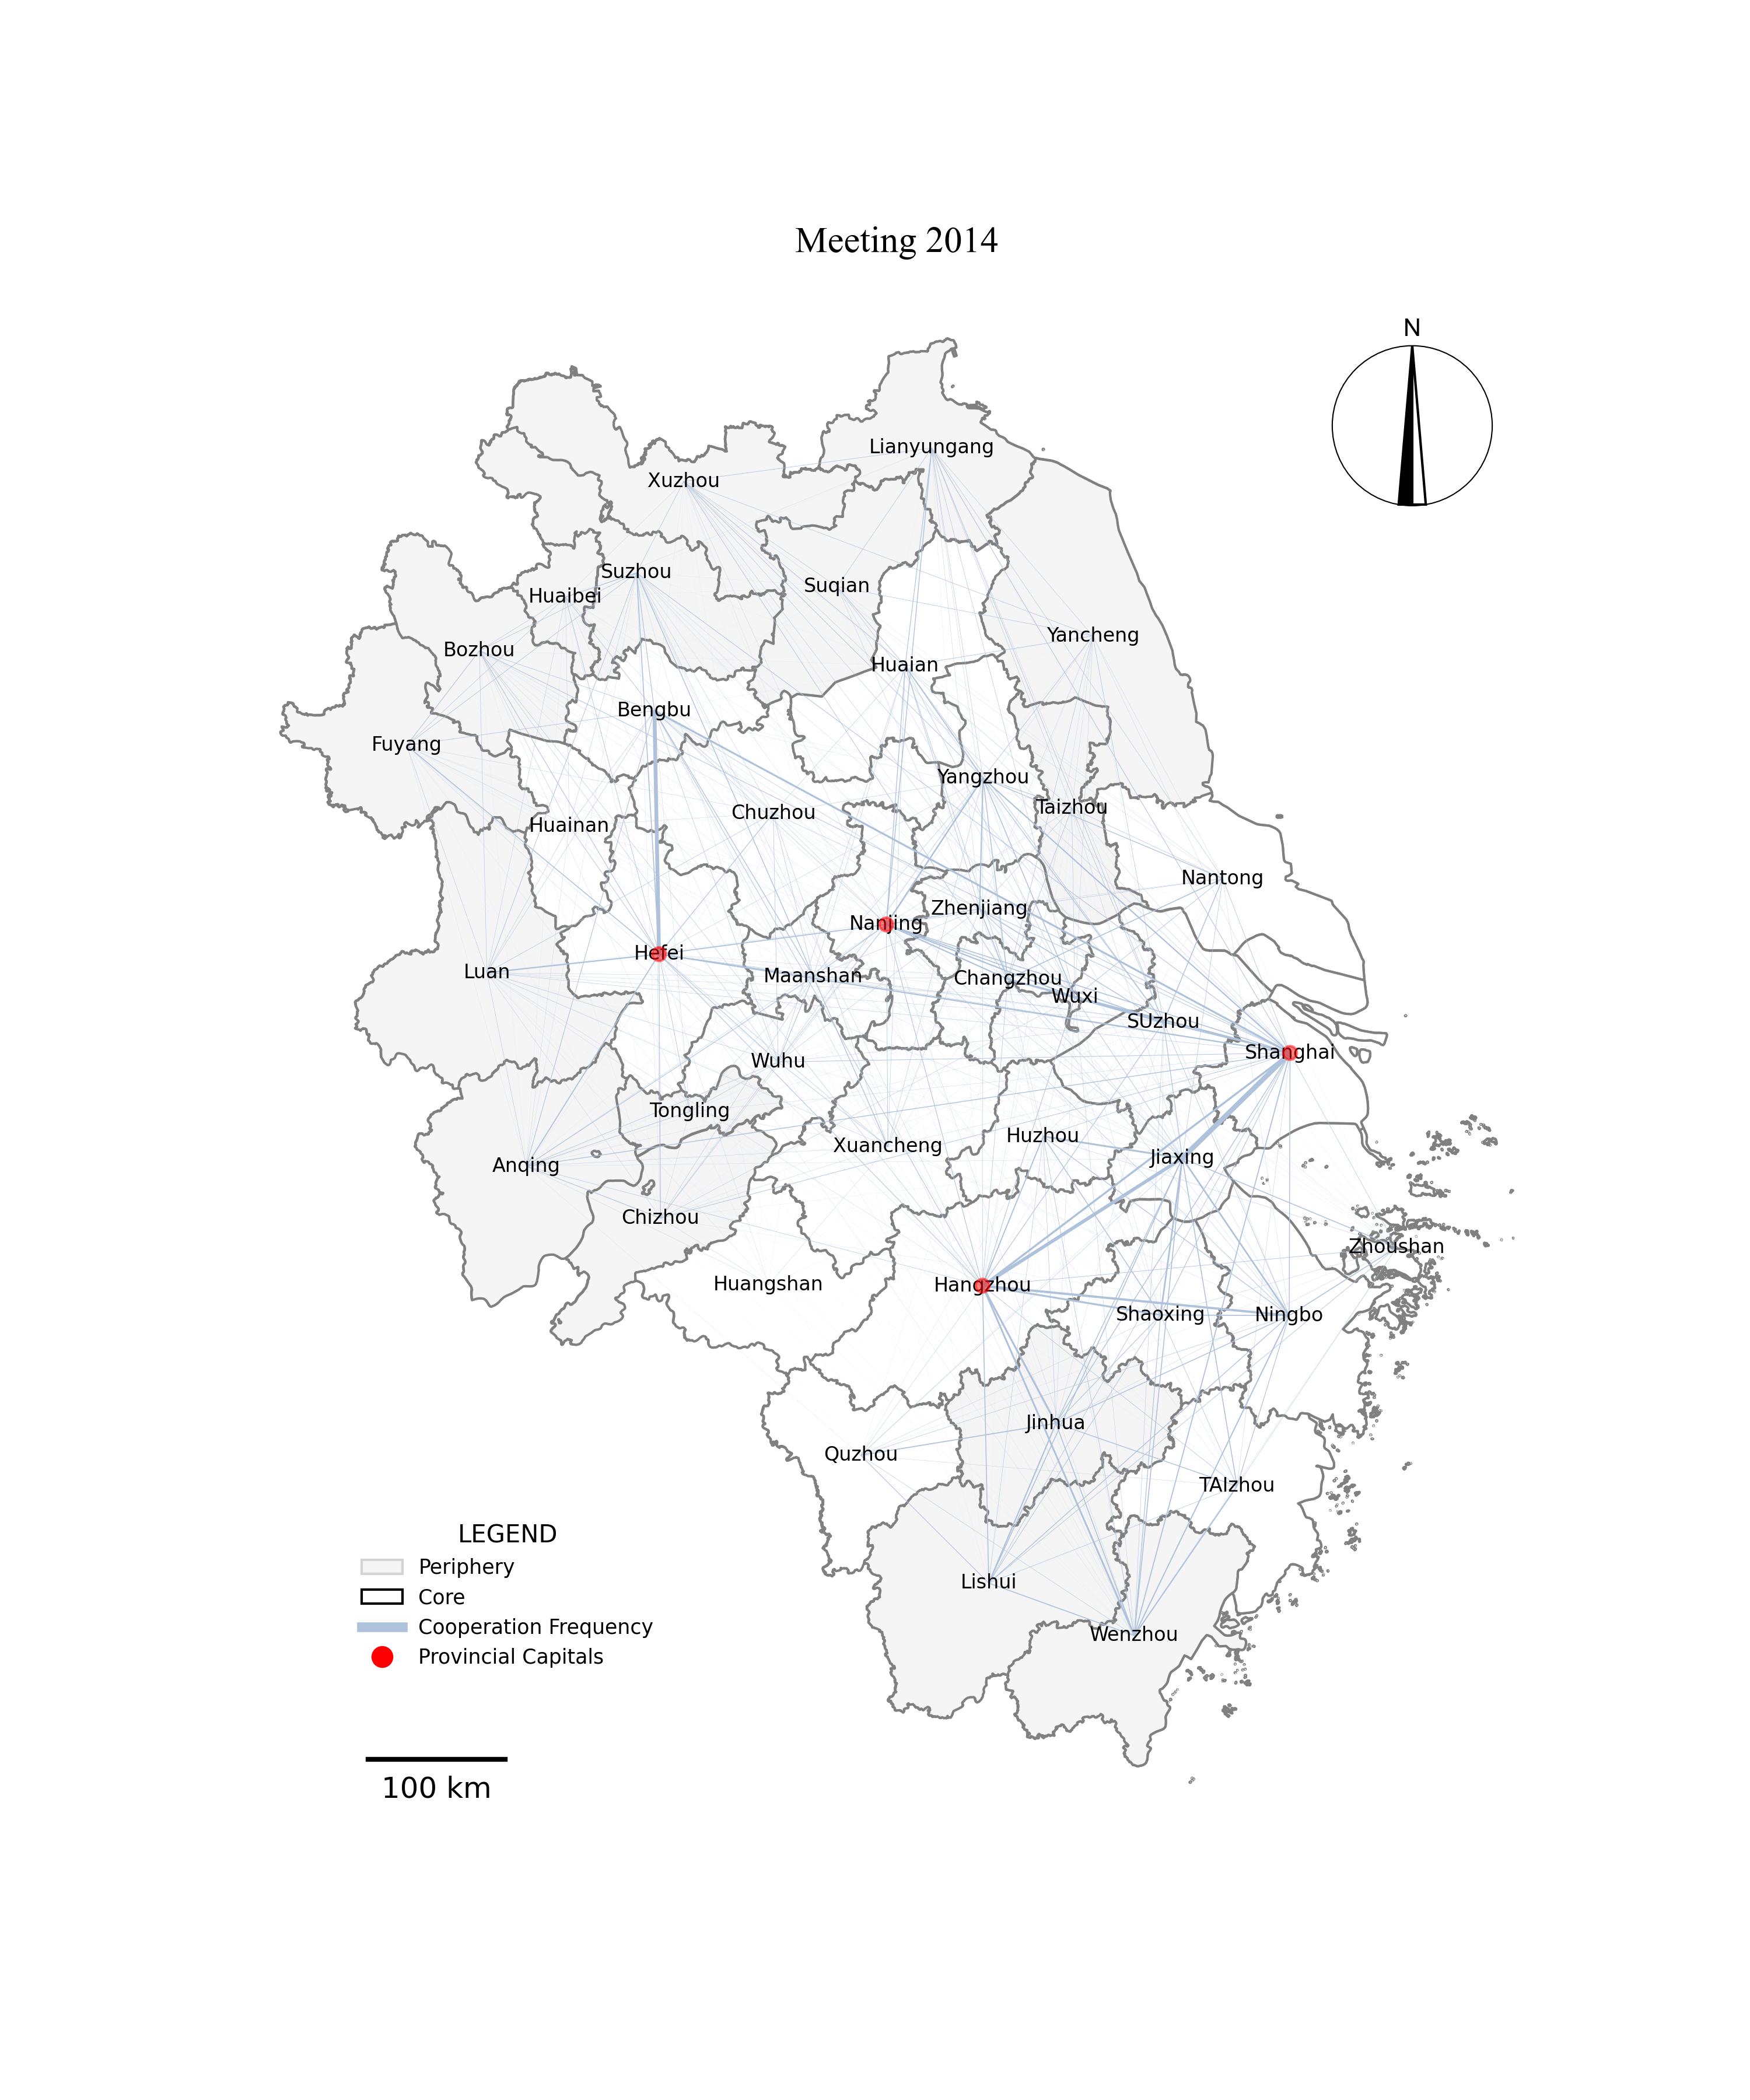 Meeting 2014
N
Lianyungang
Xuzhou
Suzhou
Suqian
Huaibei
Yancheng
Bozhou
Huaian
Bengbu
Fuyang
Yangzhou
Taizhou
Chuzhou
Huainan
Nantong
Zhenjiang
Nanjing
Hefei
Luan
Maanshan
Changzhou
Wuxi
SUzhou
Shanghai
Wuhu
Tongling
Huzhou
Xuancheng
Jiaxing
Anqing
Chizhou
Zhoushan
Huangshan
Hangzhou
Shaoxing
Ningbo
Jinhua
Quzhou
TAIzhou
Lishui
Wenzhou
LEGEND
Periphery
Core
Cooperation Frequency
Provincial Capitals
100 km